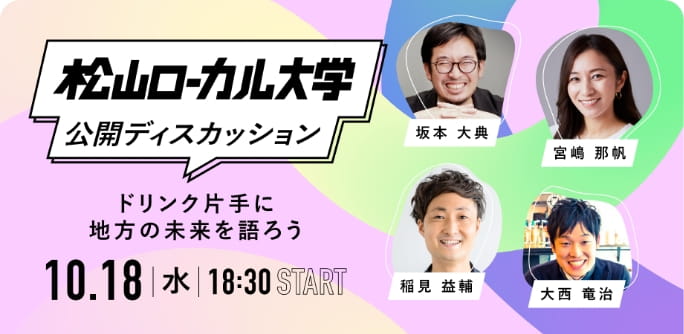 松山ローカル大学
公開ディスカッション
ドリンク片手に
地方の未来を語ろう
10.18 水 18:30 START
坂本 大典
宮嶋 那帆
稲見 益輔
大西 竜治